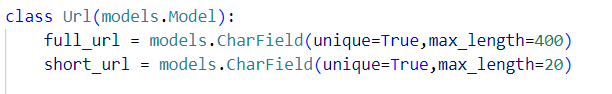 class Url(models.Model):
    full_url = models.CharField(unique=True,max_length=400)
    short_url = models.CharField(unique=True,max_length=20)